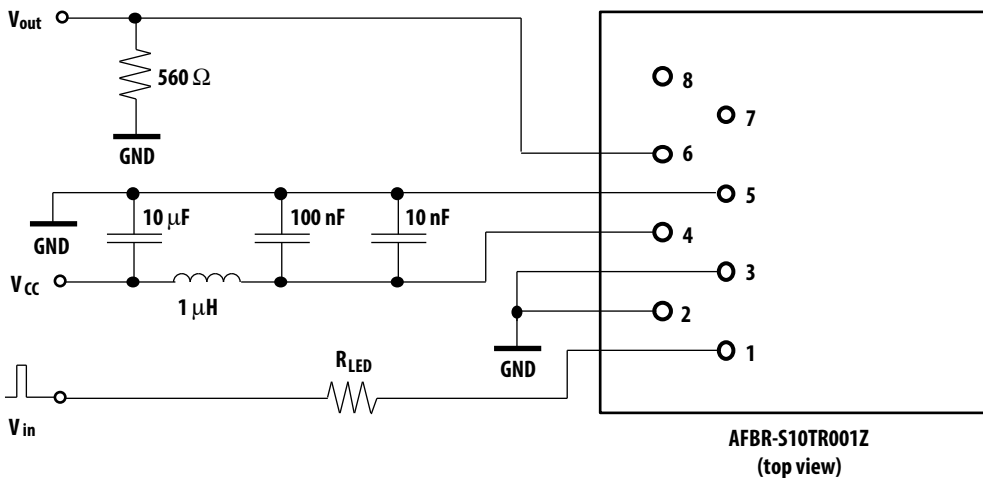 Vout
560 Ω
GND
8
7
6
5
10 μF
100 nF
10 nF
GND
4
VCC
1 μH
3
2
GND
1
RLED
Vin
AFBR-S10TR001Z
(top view)